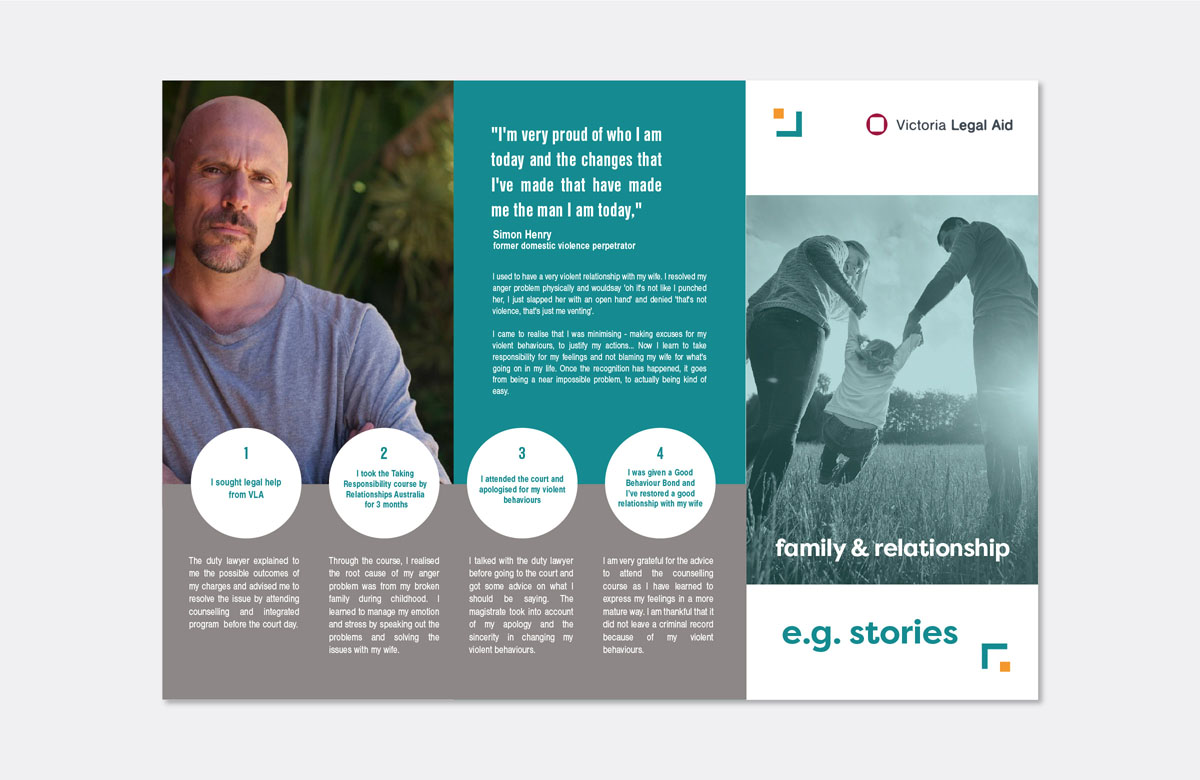 "I'm very proud of who I am
today and the changes that
I've made that have made
me the man I am today,"
Simon Henry
former domestic violence perpetrator
I used to have a very violent relationship with my wife. I resolved my
anger problem physically and wouldsay 'oh it's not like I punched
her, I just slapped her with an open hand' and denied 'that's not
violence, that's just me venting'.
I came to realise that I was minimising - making excuses for my
violent behaviours, to justify my actions... Now I learn to take
responsibility for my feelings and not blaming my wife for what's
going on in my life. Once the recognition has happened, it goes
from being a near impossible problem, to actually being kind of
easy.
1
I sought legal help
from VLA
The duty lawyer explained to
me the possible outcomes of
my charges and advised me to
resolve the issue by attending
counselling and integrated
program before the court day.
2
I took the Taking
Responsibility course by
Relationships Australia
for 3 months
Through the course, I realised
the root cause of my anger
problem was from my broken
family during childhood. I
learned to manage my emotion
and stress by speaking out the
problems and solving the
issues with my wife.
3
I attended the court and
apologised for my violent
behaviours
I talked with the duty lawyer
before going to the court and
got some advice on what I
should be saying. The
magistrate took into account
of my apology and the
sincerity in changing my
violent behaviours.
4
I was given a Good
Behaviour Bond and
I've restored a good
relationship with my wife
I am very grateful for the advice
to attend the counselling
course as I have learned to
express my feelings in a more
mature way. I am thankful that it
did not leave a criminal record
because of my violent
behaviours.
Victoria Legal Aid
family & relationship
e.g. stories